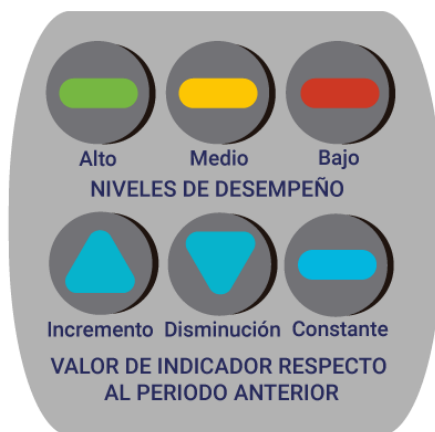 Alto Medio Bajo
NIVELES DE DESEMPEÑO
Incremento Disminución Constante
VALOR DE INDICADOR RESPECTO
AL PERIODO ANTERIOR